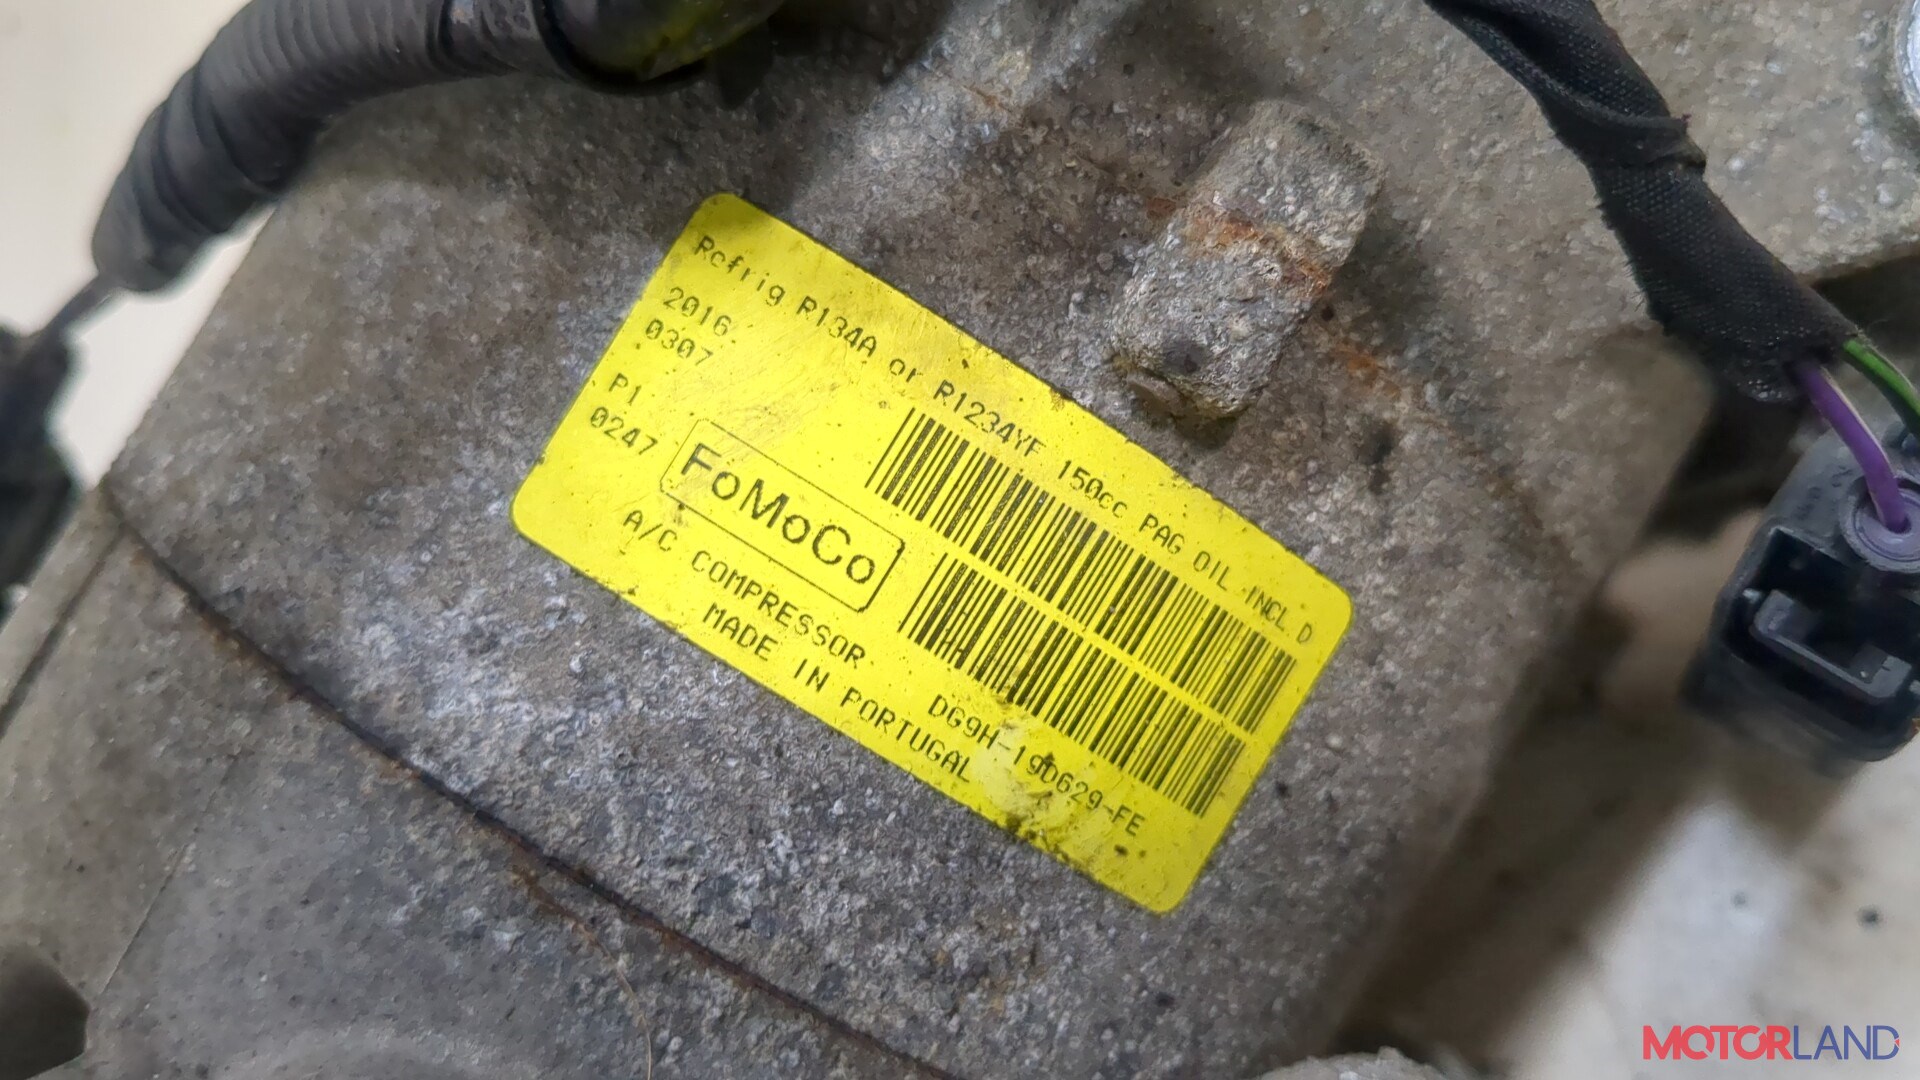 Refrig R134A or R1234YF 150cc PAG OIL INCL D
2016
0307
P1
0247
FoMoCo
A/C COMPRESSOR
MADE IN PORTUGAL
DG9H-19D629-FE
MOTORLAND